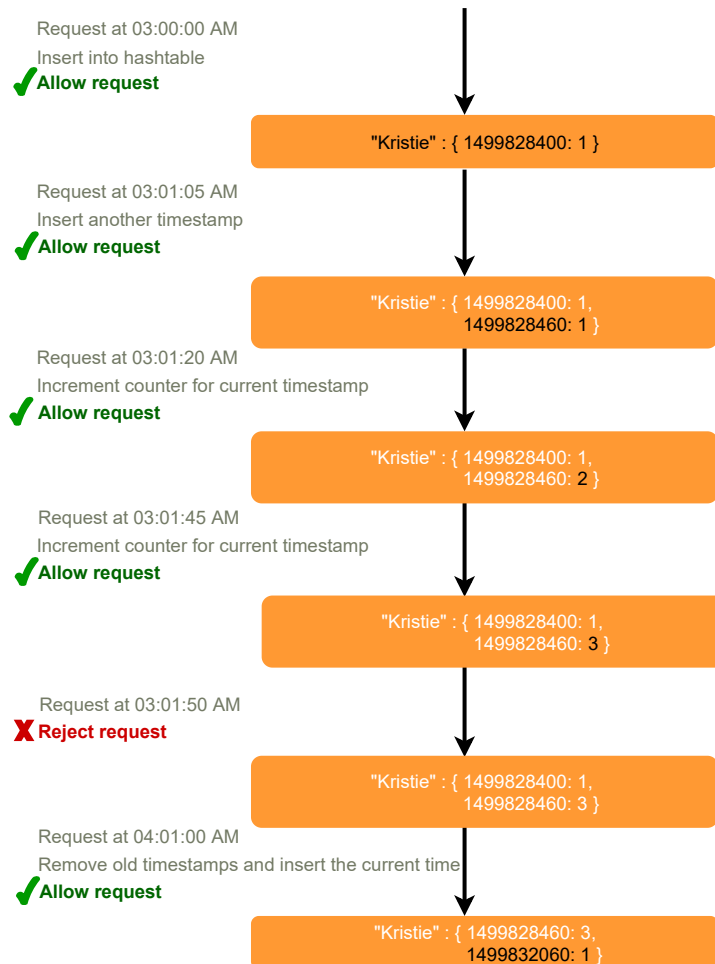 Request at 03:00:00 AM
Insert into hashtable
Allow request
"Kristie" : { 1499828400: 1 }
Request at 03:01:05 AM
Insert another timestamp
Allow request
"Kristie" : { 1499828400: 1,
1499828460: 1 }
Request at 03:01:20 AM
Increment counter for current timestamp
Allow request
"Kristie" : { 1499828400: 1,
1499828460: 2 }
Request at 03:01:45 AM
Increment counter for current timestamp
Allow request
"Kristie" : { 1499828400: 1,
1499828460: 3 }
Request at 03:01:50 AM
X Reject request
"Kristie" : { 1499828400: 1,
1499828460: 3 }
Request at 04:01:00 AM
Remove old timestamps and insert the current time
Allow request
"Kristie" : { 1499828460: 3,
1499832060: 1 }